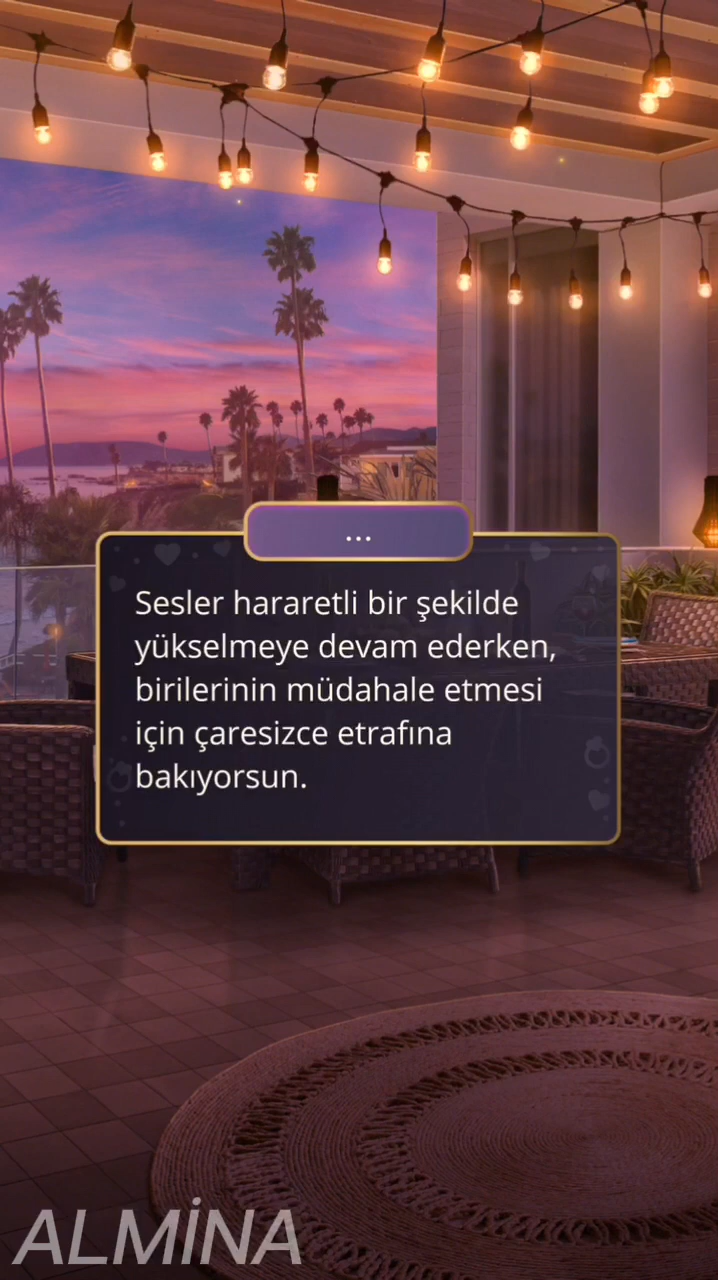 ...
Sesler hararetli bir şekilde
yükselmeye devam ederken,
birilerinin müdahale etmesi
için çaresizce etrafına
bakıyorsun.
ALMİNA